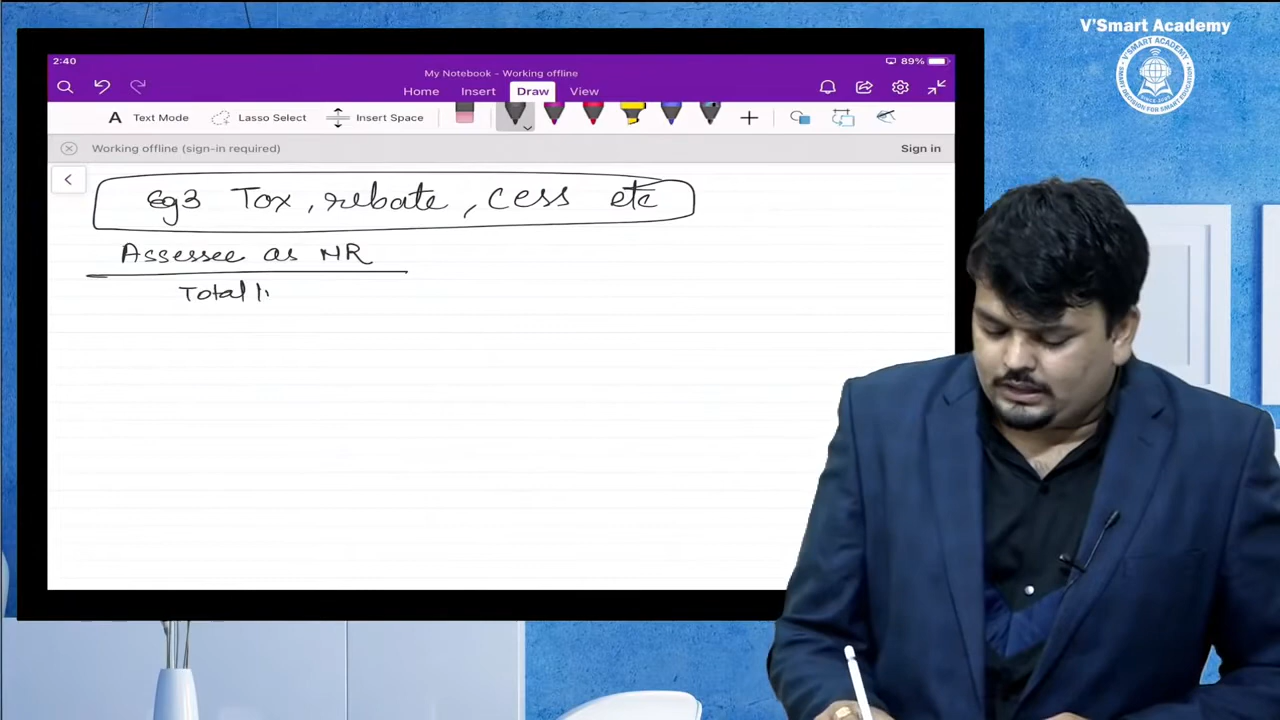 V'Smart Academy
2:40
89%
My Notebook - Working offline
Home Insert Draw View
Text Mode Lasso Select Insert Space
Working offline (sign-in required) Sign in
Eg3 Tax, rebate, cess etc
Assessee as NR
Total